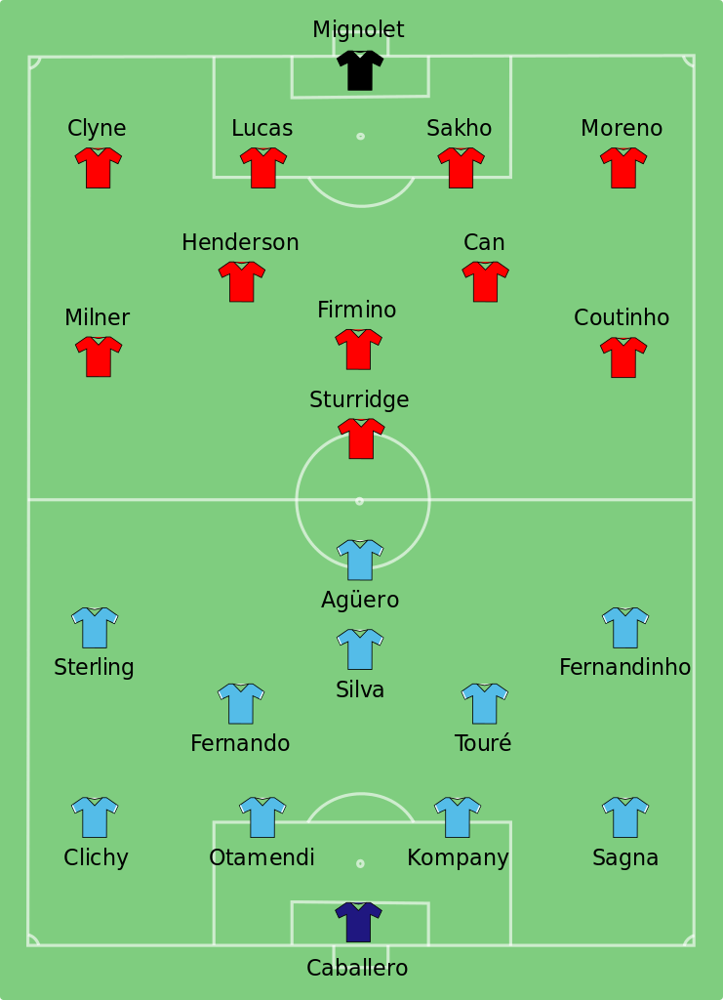 Mignolet
Clyne
Lucas
Sakho
Moreno
Henderson
Can
Milner
Firmino
Coutinho
Sturridge
Agüero
Sterling
Silva
Fernandinho
Fernando
Touré
Clichy
Otamendi
Kompany
Sagna
Caballero